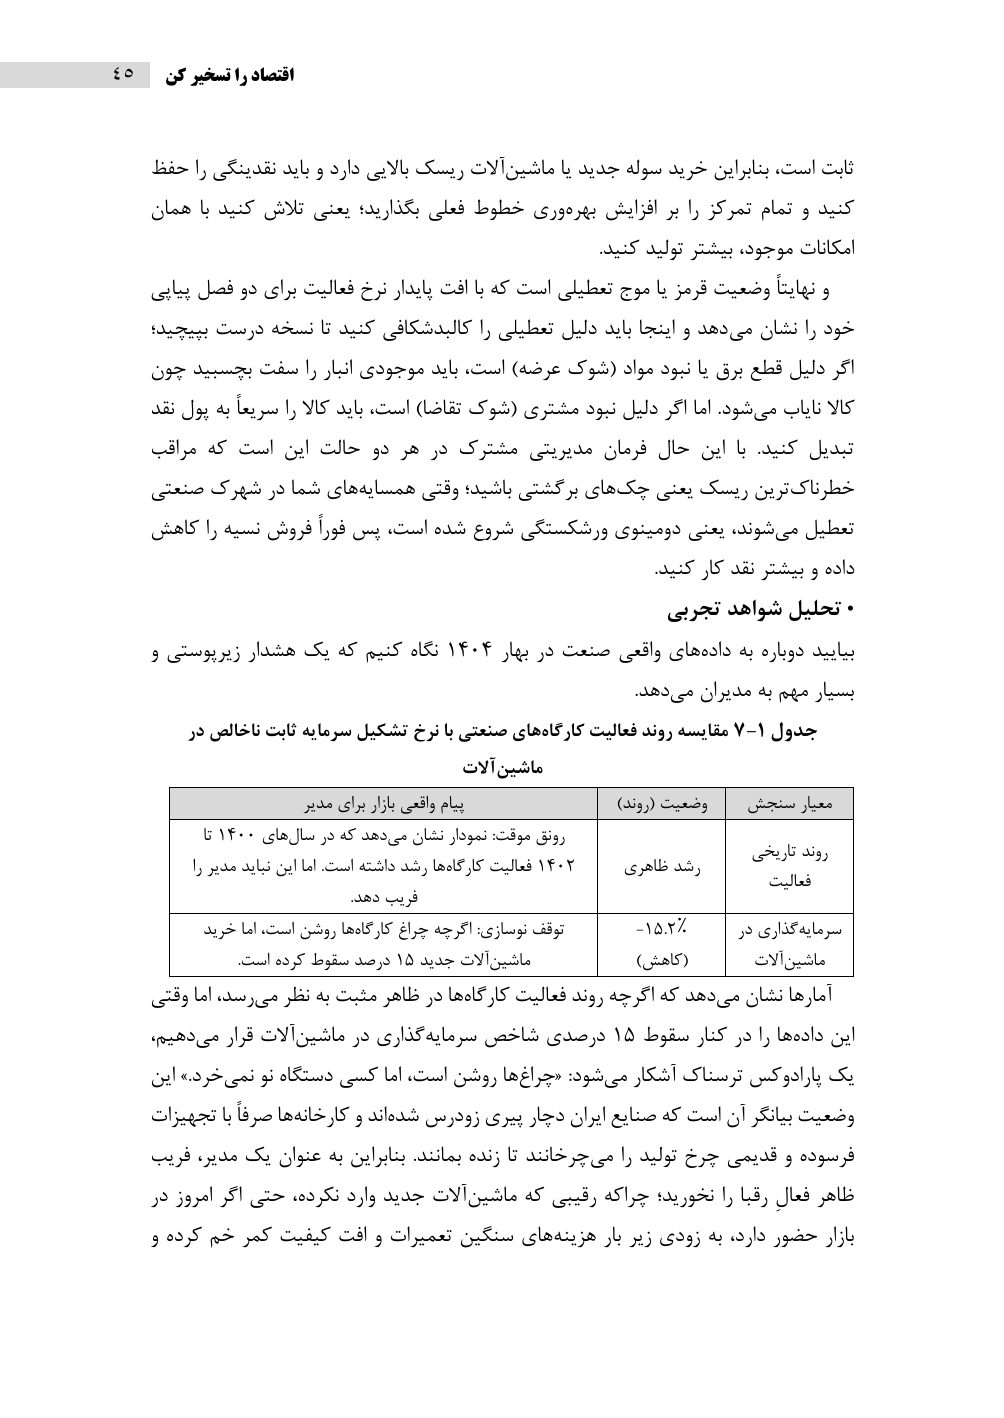 اقتصاد را تسخیر کن ٤٥
ثابت است، بنابراین خرید سوله جدید یا ماشین‌آلات ریسک بالایی دارد و باید نقدینگی را حفظ
کنید و تمام تمرکز را بر افزایش بهره‌وری خطوط فعلی بگذارید؛ یعنی تلاش کنید با همان
امکانات موجود، بیشتر تولید کنید.
و نهایتاً وضعیت قرمز یا موج تعطیلی است که با افت پایدار نرخ فعالیت برای دو فصل پیاپی
خود را نشان می‌دهد و اینجا باید دلیل تعطیلی را کالبدشکافی کنید تا نسخه درست بپیچید؛
اگر دلیل قطع برق یا نبود مواد (شوک عرضه) است، باید موجودی انبار را سفت بچسبید چون
کالا نایاب می‌شود. اما اگر دلیل نبود مشتری (شوک تقاضا) است، باید کالا را سریعاً به پول نقد
تبدیل کنید. با این حال فرمان مدیریتی مشترک در هر دو حالت این است که مراقب
خطرناک‌ترین ریسک یعنی چک‌های برگشتی باشید؛ وقتی همسایه‌های شما در شهرک صنعتی
تعطیل می‌شوند، یعنی دومینوی ورشکستگی شروع شده است، پس فوراً فروش نسیه را کاهش
داده و بیشتر نقد کار کنید.
• تحلیل شواهد تجربی
بیایید دوباره به داده‌های واقعی صنعت در بهار ۱۴۰۴ نگاه کنیم که یک هشدار زیرپوستی و
بسیار مهم به مدیران می‌دهد.
جدول ۱-۷ مقایسه روند فعالیت کارگاه‌های صنعتی با نرخ تشکیل سرمایه ثابت ناخالص در
ماشین‌آلات
معیار سنجش وضعیت (روند) پیام واقعی بازار برای مدیر
رونق موقت: نمودار نشان می‌دهد که در سال‌های ۱۴۰۰ تا
روند تاریخی رشد ظاهری ۱۴۰۲ فعالیت کارگاه‌ها رشد داشته است. اما این نباید مدیر را
فعالیت فریب دهد.
سرمایه‌گذاری در -۱۵.۲٪ توقف نوسازی: اگرچه چراغ کارگاه‌ها روشن است، اما خرید
ماشین‌آلات (کاهش) ماشین‌آلات جدید ۱۵ درصد سقوط کرده است.
آمارها نشان می‌دهد که اگرچه روند فعالیت کارگاه‌ها در ظاهر مثبت به نظر می‌رسد، اما وقتی
این داده‌ها را در کنار سقوط ۱۵ درصدی شاخص سرمایه‌گذاری در ماشین‌آلات قرار می‌دهیم،
یک پارادوکس ترسناک آشکار می‌شود: «چراغ‌ها روشن است، اما کسی دستگاه نو نمی‌خرد.» این
وضعیت بیانگر آن است که صنایع ایران دچار پیری زودرس شده‌اند و کارخانه‌ها صرفاً با تجهیزات
فرسوده و قدیمی چرخ تولید را می‌چرخانند تا زنده بمانند. بنابراین به عنوان یک مدیر، فریب
ظاهر فعالِ رقبا را نخورید؛ چراکه رقیبی که ماشین‌آلات جدید وارد نکرده، حتی اگر امروز در
بازار حضور دارد، به زودی زیر بار هزینه‌های سنگین تعمیرات و افت کیفیت کمر خم کرده و